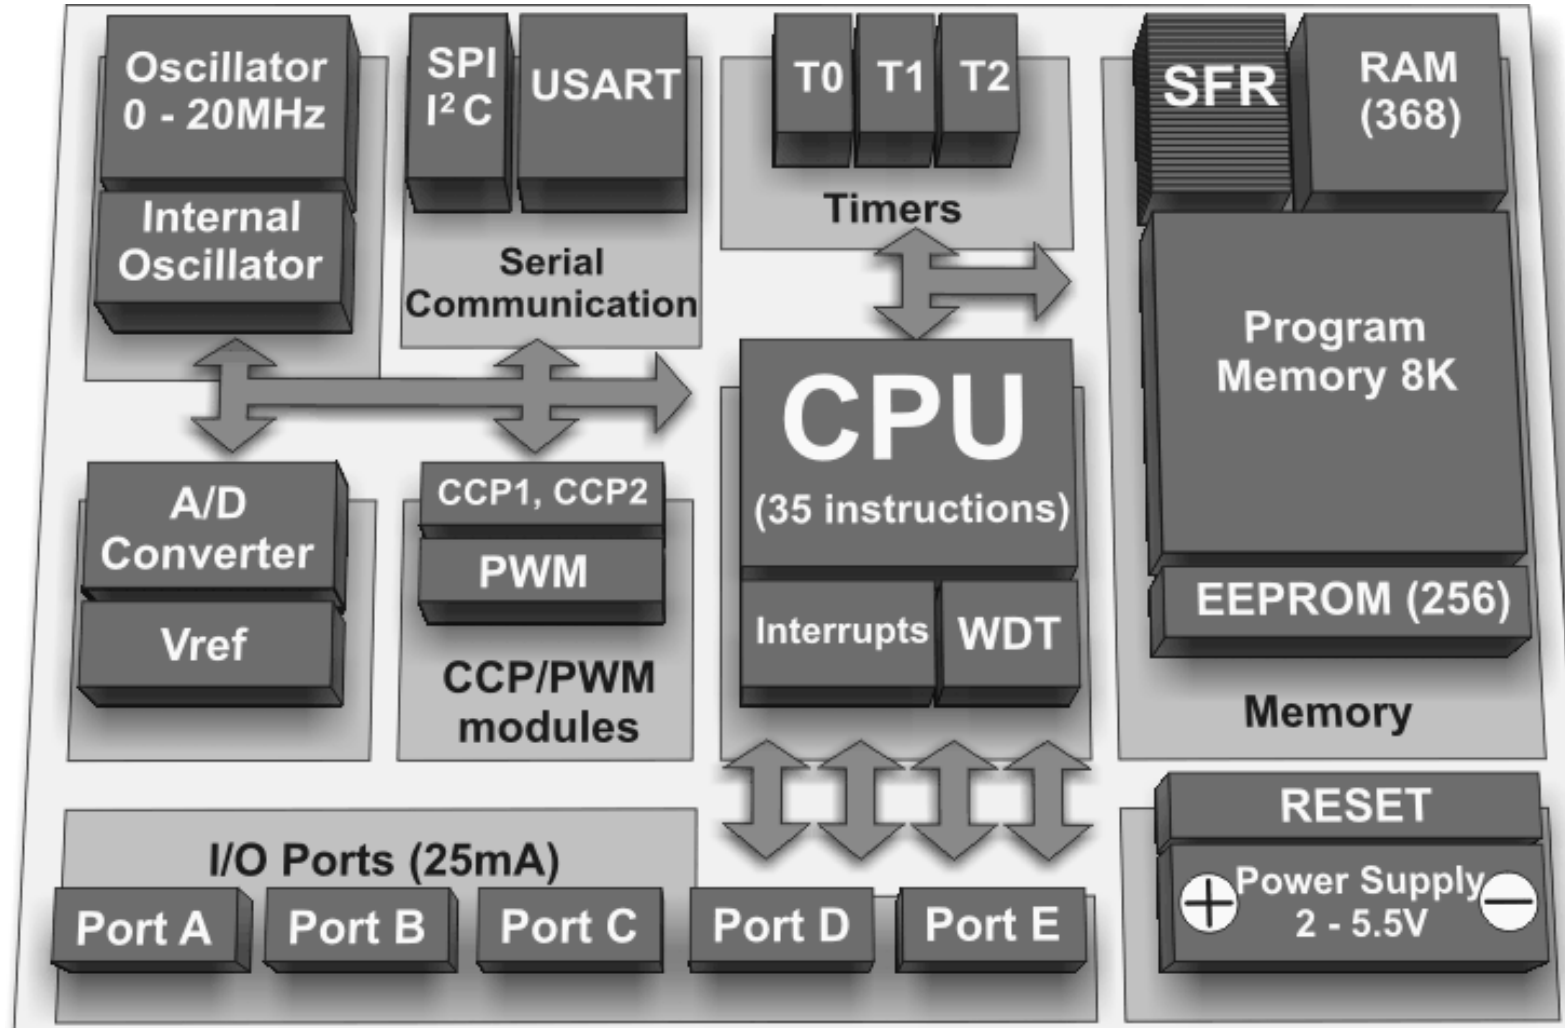 Oscillator
0 - 20MHz
Internal
Oscillator
SPI
I² C
USART
Serial
Communication
T0
T1
T2
Timers
SFR
RAM
(368)
Program
Memory 8K
EEPROM (256)
Memory
A/D
Converter
Vref
CCP1, CCP2
PWM
CCP/PWM
modules
CPU
(35 instructions)
Interrupts
WDT
I/O Ports (25mA)
Port A
Port B
Port C
Port D
Port E
RESET
Power Supply
2 - 5.5V
+
−